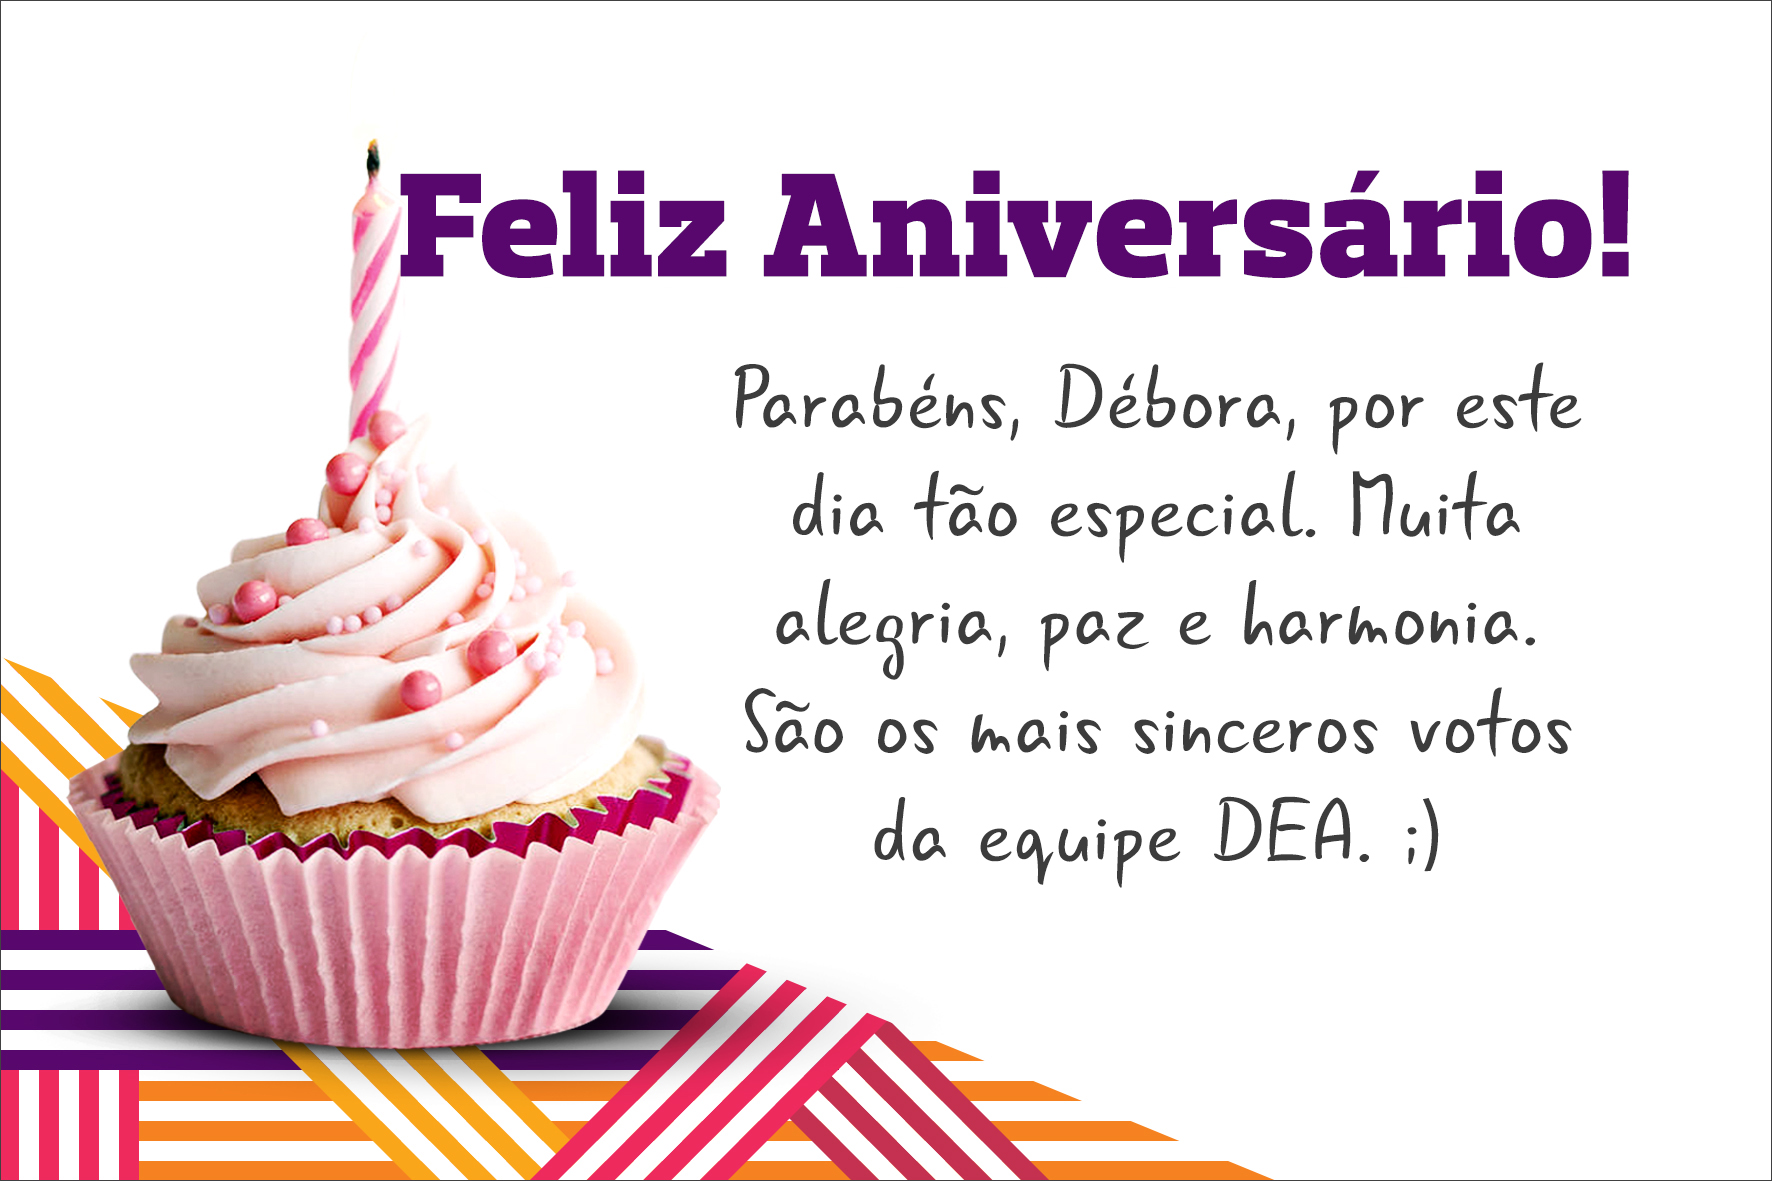 Feliz Aniversário!
Parabéns, Débora, por este
dia tão especial. Muita
alegria, paz e harmonia.
São os mais sinceros votos
da equipe DEA. ;)